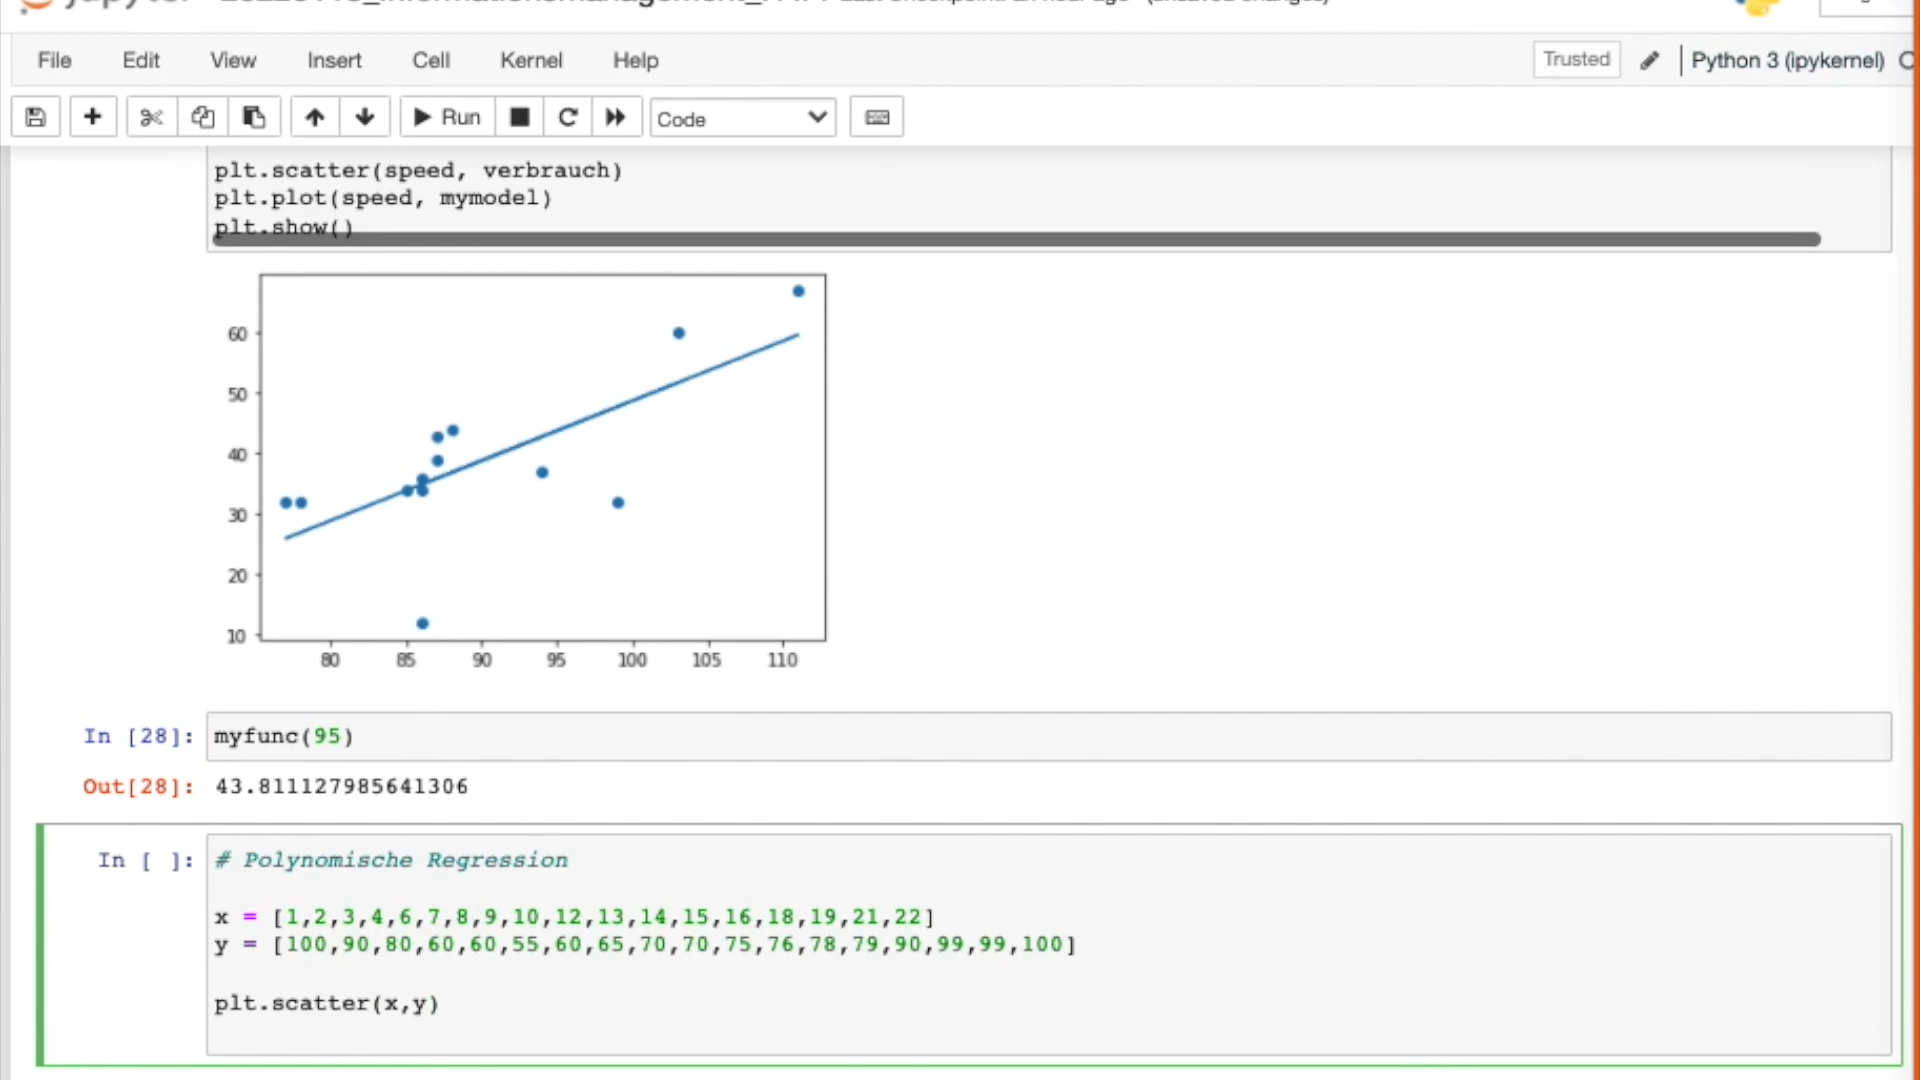 File Edit View Insert Cell Kernel Help Trusted Python 3 (ipykernel)
Run Code
plt.scatter(speed, verbrauch)
plt.plot(speed, mymodel)
plt.show()
60
50
40
30
20
10
80 85 90 95 100 105 110
In [28]: myfunc(95)
Out[28]: 43.811127985641306
In [ ]: # Polynomische Regression
x = [1,2,3,4,6,7,8,9,10,12,13,14,15,16,18,19,21,22]
y = [100,90,80,60,60,55,60,65,70,70,75,76,78,79,90,99,99,100]
plt.scatter(x,y)